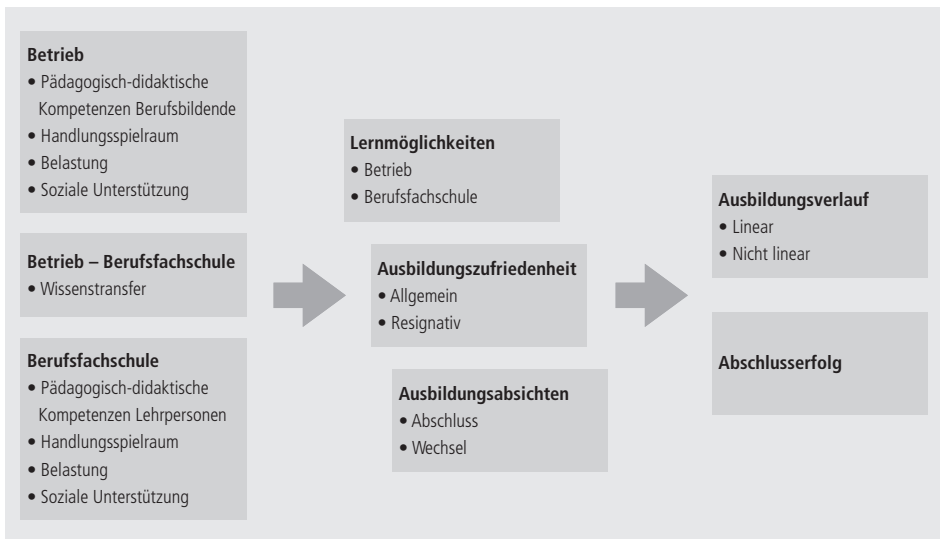 Betrieb
• Pädagogisch-didaktische
Kompetenzen Berufsbildende
• Handlungsspielraum
• Belastung
• Soziale Unterstützung
Betrieb – Berufsfachschule
• Wissenstransfer
Berufsfachschule
• Pädagogisch-didaktische
Kompetenzen Lehrpersonen
• Handlungsspielraum
• Belastung
• Soziale Unterstützung
Lernmöglichkeiten
• Betrieb
• Berufsfachschule
Ausbildungszufriedenheit
• Allgemein
• Resignativ
Ausbildungsabsichten
• Abschluss
• Wechsel
Ausbildungsverlauf
• Linear
• Nicht linear
Abschlusserfolg